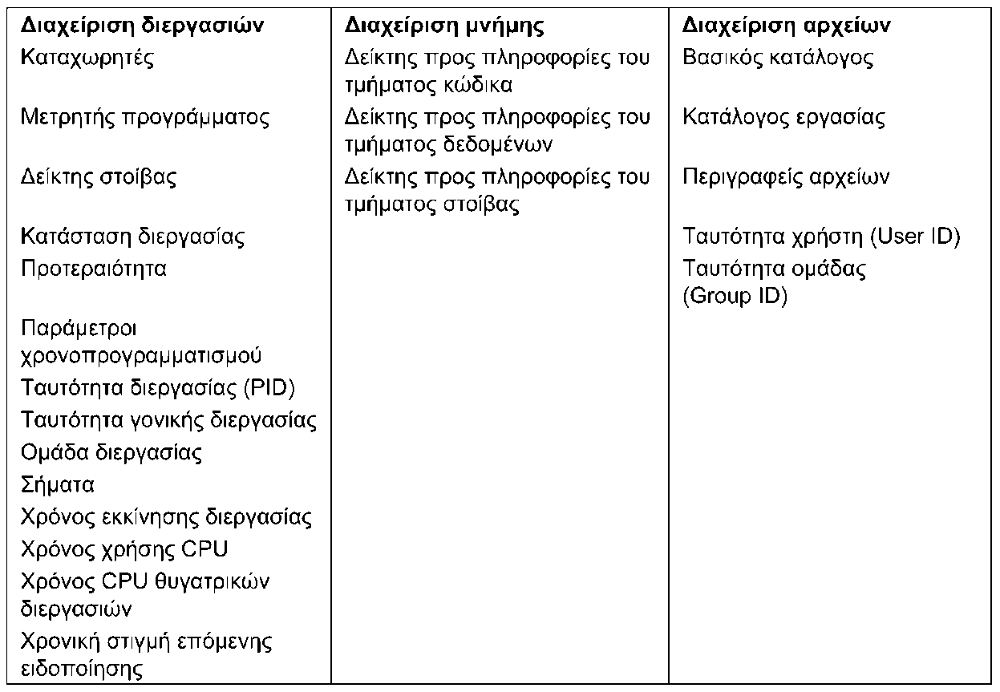 Διαχείριση διεργασιών
Καταχωρητές
Μετρητής προγράμματος
Δείκτης στοίβας
Κατάσταση διεργασίας
Προτεραιότητα
Παράμετροι
χρονοπρογραμματισμού
Ταυτότητα διεργασίας (PID)
Ταυτότητα γονικής διεργασίας
Ομάδα διεργασίας
Σήματα
Χρόνος εκκίνησης διεργασίας
Χρόνος χρήσης CPU
Χρόνος CPU θυγατρικών
διεργασιών
Χρονική στιγμή επόμενης
ειδοποίησης
Διαχείριση μνήμης
Δείκτης προς πληροφορίες του
τμήματος κώδικα
Δείκτης προς πληροφορίες του
τμήματος δεδομένων
Δείκτης προς πληροφορίες του
τμήματος στοίβας
Διαχείριση αρχείων
Βασικός κατάλογος
Κατάλογος εργασίας
Περιγραφείς αρχείων
Ταυτότητα χρήστη (User ID)
Ταυτότητα ομάδας
(Group ID)